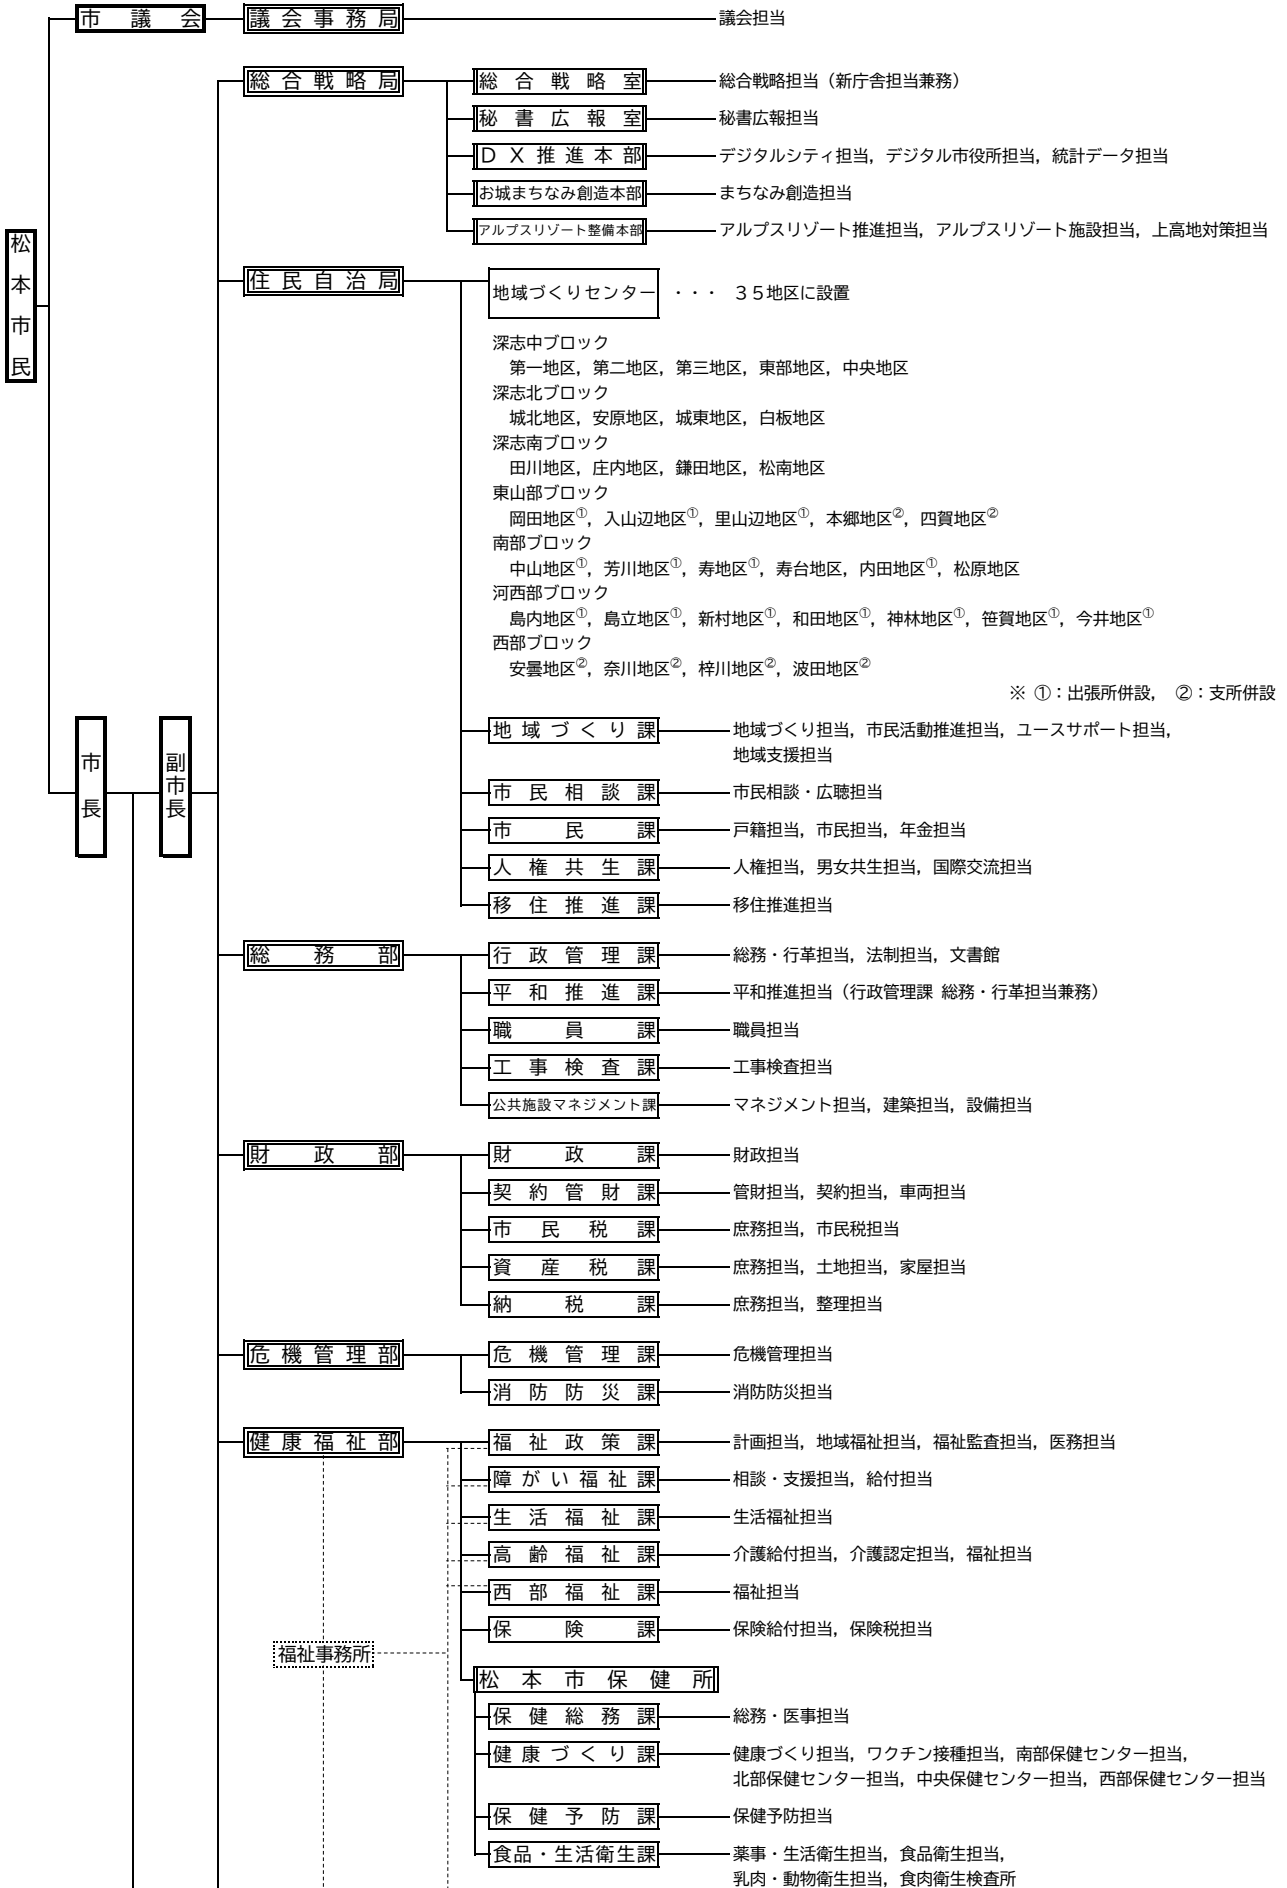 市議会 議会事務局 議会担当
総合戦略局 総合戦略室 総合戦略担当（新庁舎担当兼務）
秘書広報室 秘書広報担当
ＤＸ推進本部 デジタルシティ担当，デジタル市役所担当，統計データ担当
お城まちなみ創造本部 まちなみ創造担当
アルプスリゾート整備本部 アルプスリゾート推進担当，アルプスリゾート施設担当，上高地対策担当
松本市民
住民自治局 地域づくりセンター ・・・ ３５地区に設置
深志中ブロック
第一地区，第二地区，第三地区，東部地区，中央地区
深志北ブロック
城北地区，安原地区，城東地区，白板地区
深志南ブロック
田川地区，庄内地区，鎌田地区，松南地区
東山部ブロック
岡田地区①，入山辺地区①，里山辺地区①，本郷地区②，四賀地区②
南部ブロック
中山地区①，芳川地区①，寿地区①，寿台地区，内田地区①，松原地区
河西部ブロック
島内地区①，島立地区①，新村地区①，和田地区①，神林地区①，笹賀地区①，今井地区①
西部ブロック
安曇地区②，奈川地区②，梓川地区②，波田地区②
※ ①：出張所併設， ②：支所併設
市長 副市長
地域づくり課 地域づくり担当，市民活動推進担当，ユースサポート担当，
地域支援担当
市民相談課 市民相談・広聴担当
市民課 戸籍担当，市民担当，年金担当
人権共生課 人権担当，男女共生担当，国際交流担当
移住推進課 移住推進担当
総務部 行政管理課 総務・行革担当，法制担当，文書館
平和推進課 平和推進担当（行政管理課 総務・行革担当兼務）
職員課 職員担当
工事検査課 工事検査担当
公共施設マネジメント課 マネジメント担当，建築担当，設備担当
財政部 財政課 財政担当
契約管財課 管財担当，契約担当，車両担当
市民税課 庶務担当，市民税担当
資産税課 庶務担当，土地担当，家屋担当
納税課 庶務担当，整理担当
危機管理部 危機管理課 危機管理担当
消防防災課 消防防災担当
健康福祉部 福祉政策課 計画担当，地域福祉担当，福祉監査担当，医務担当
障がい福祉課 相談・支援担当，給付担当
生活福祉課 生活福祉担当
高齢福祉課 介護給付担当，介護認定担当，福祉担当
西部福祉課 福祉担当
保険課 保険給付担当，保険税担当
福祉事務所
松本市保健所
保健総務課 総務・医事担当
健康づくり課 健康づくり担当，ワクチン接種担当，南部保健センター担当，
北部保健センター担当，中央保健センター担当，西部保健センター担当
保健予防課 保健予防担当
食品・生活衛生課 薬事・生活衛生担当，食品衛生担当，
乳肉・動物衛生担当，食肉衛生検査所